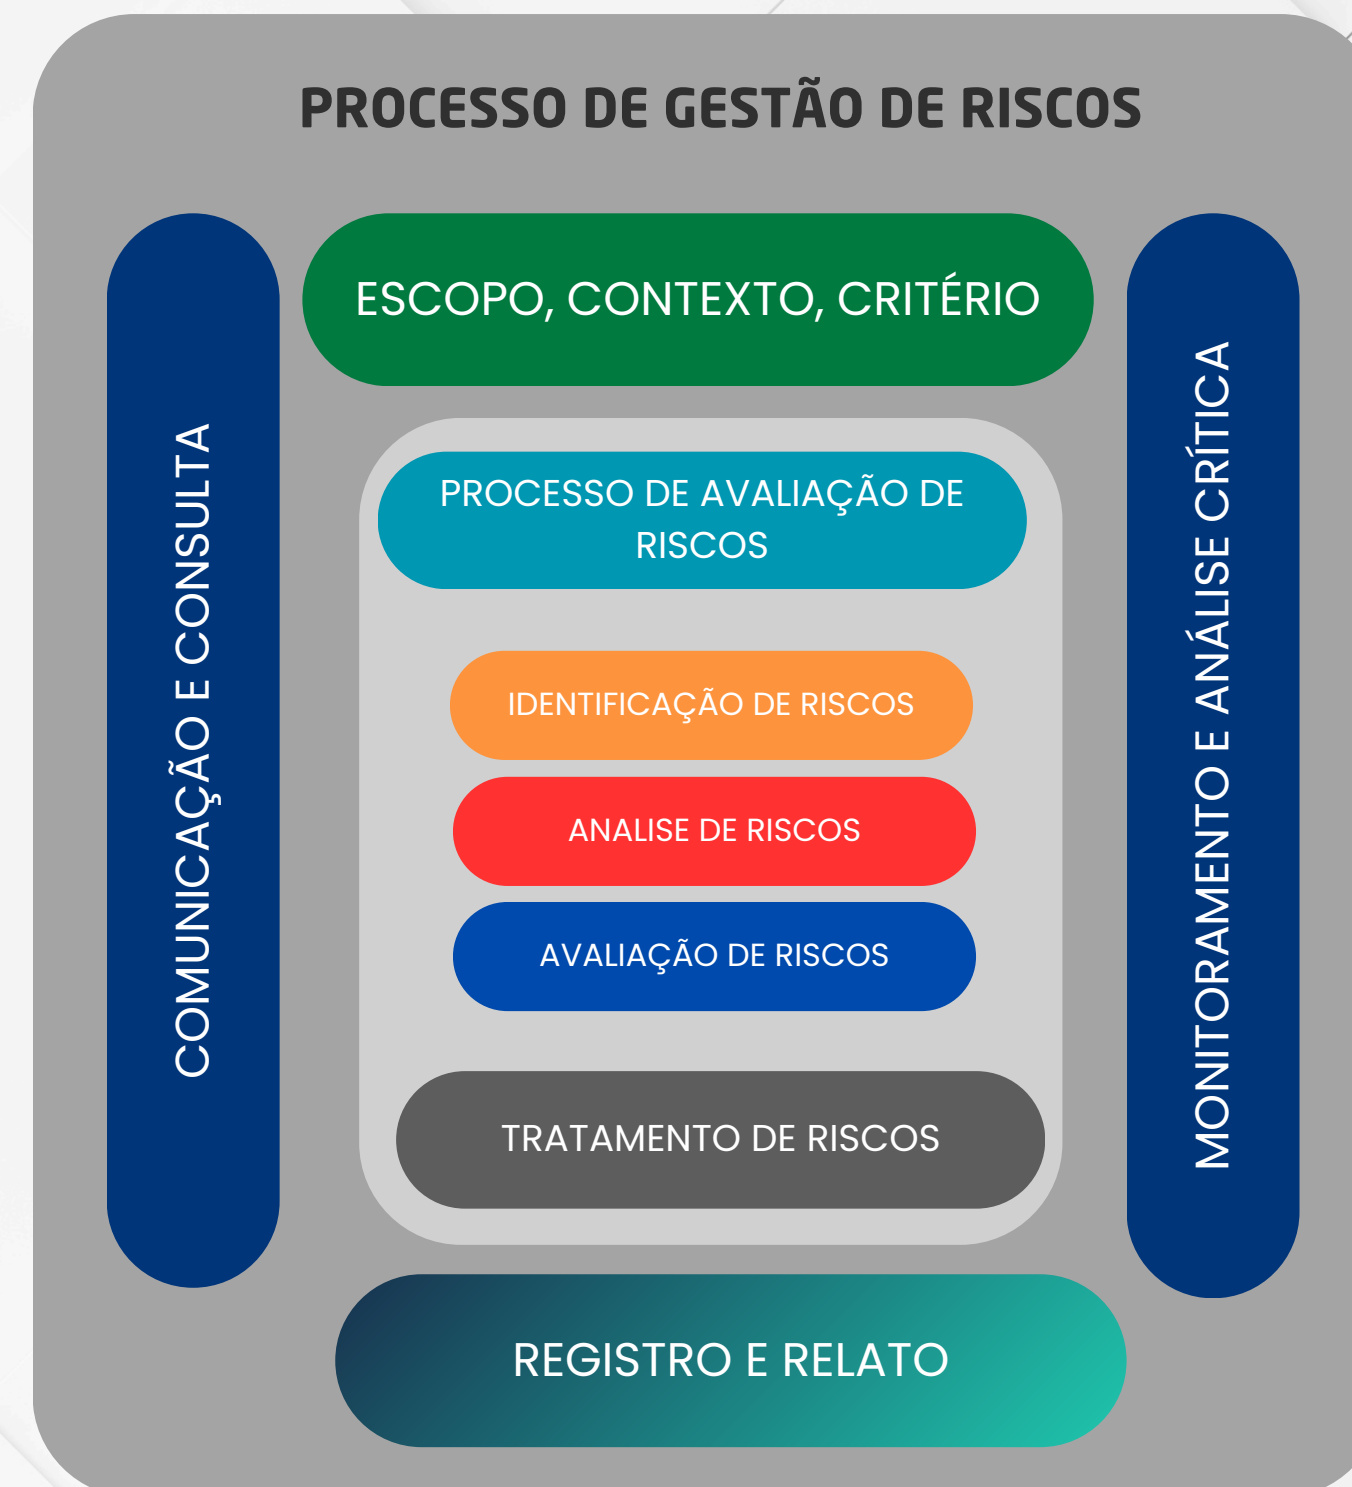 PROCESSO DE GESTÃO DE RISCOS
COMUNICAÇÃO E CONSULTA
ESCOPO, CONTEXTO, CRITÉRIO
PROCESSO DE AVALIAÇÃO DE
RISCOS
IDENTIFICAÇÃO DE RISCOS
ANALISE DE RISCOS
AVALIAÇÃO DE RISCOS
TRATAMENTO DE RISCOS
REGISTRO E RELATO
MONITORAMENTO E ANÁLISE CRÍTICA